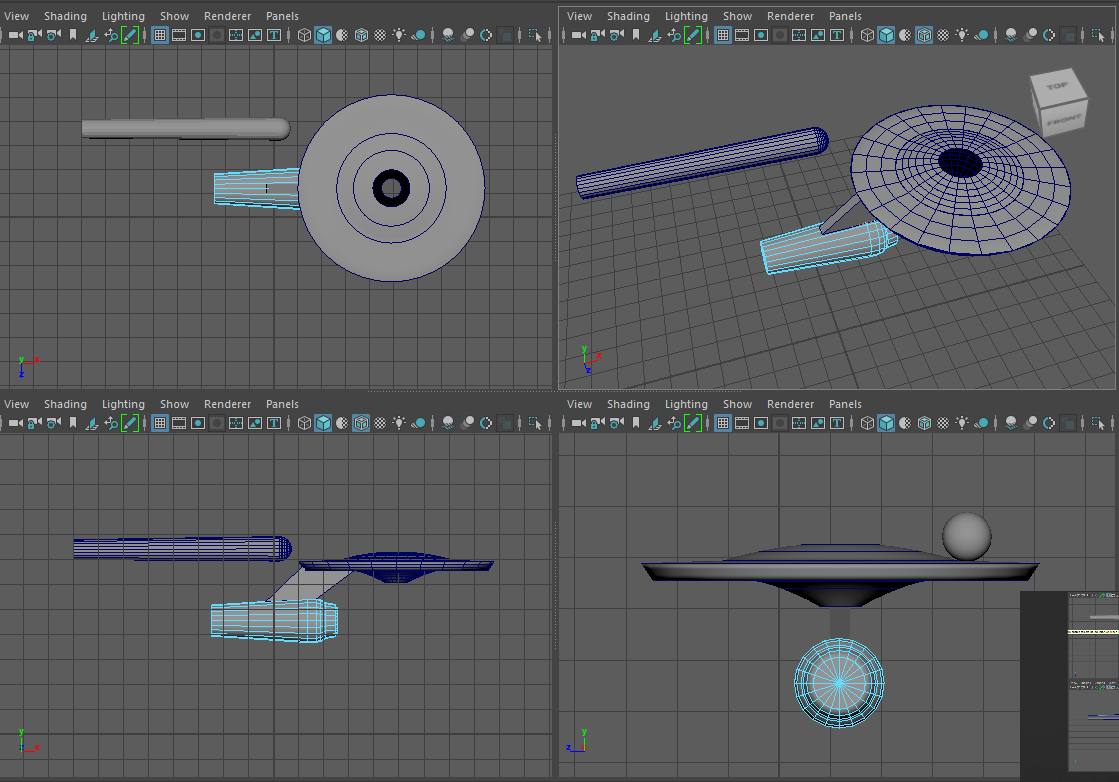 View Shading Lighting Show Renderer Panels
View Shading Lighting Show Renderer Panels
TOP
FRONT
y x
z
y
x
z
View Shading Lighting Show Renderer Panels
View Shading Lighting Show Renderer Panels
y
z x
y
z